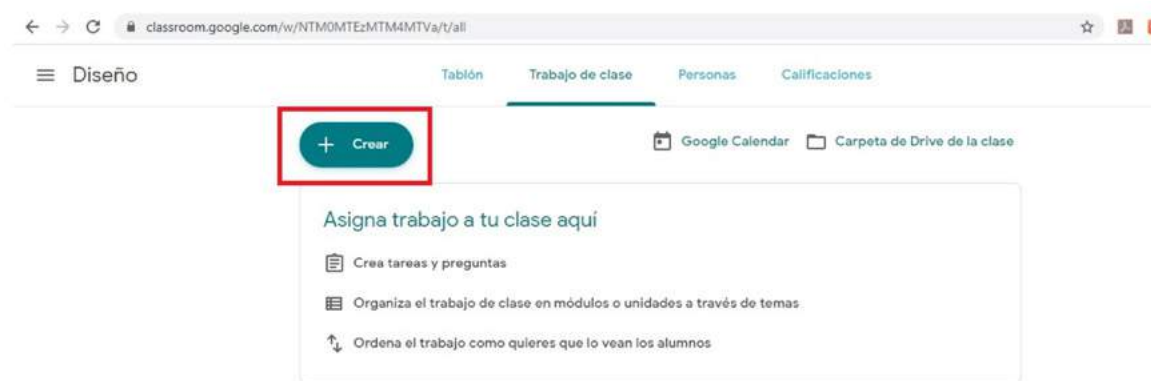 classroom.google.com/w/NTM0MTEzMTM4MTVa/t/all
Diseño Tablón Trabajo de clase Personas Calificaciones
+ Crear Google Calendar Carpeta de Drive de la clase
Asigna trabajo a tu clase aquí
Crea tareas y preguntas
Organiza el trabajo de clase en módulos o unidades a través de temas
Ordena el trabajo como quieres que lo vean los alumnos